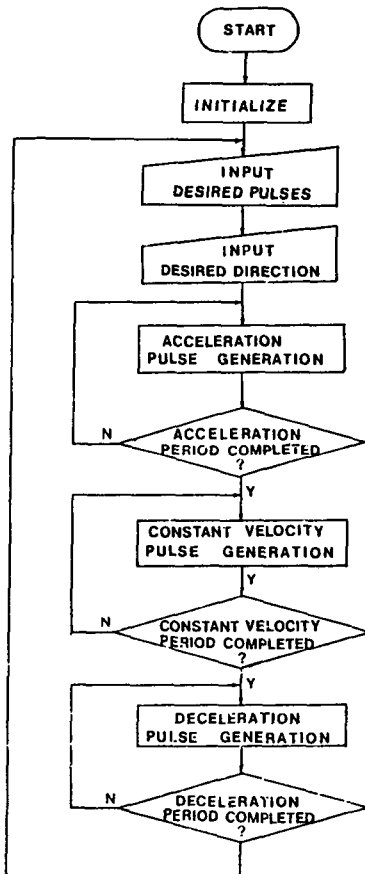 START
INITIALIZE
INPUT
DESIRED PULSES
INPUT
DESIRED DIRECTION
ACCELERATION
PULSE GENERATION
N
ACCELERATION
PERIOD COMPLETED
?
Y
CONSTANT VELOCITY
PULSE GENERATION
Y
N
CONSTANT VELOCITY
PERIOD COMPLETED
?
Y
DECELERATION
PULSE GENERATION
N
DECELERATION
PERIOD COMPLETED
?